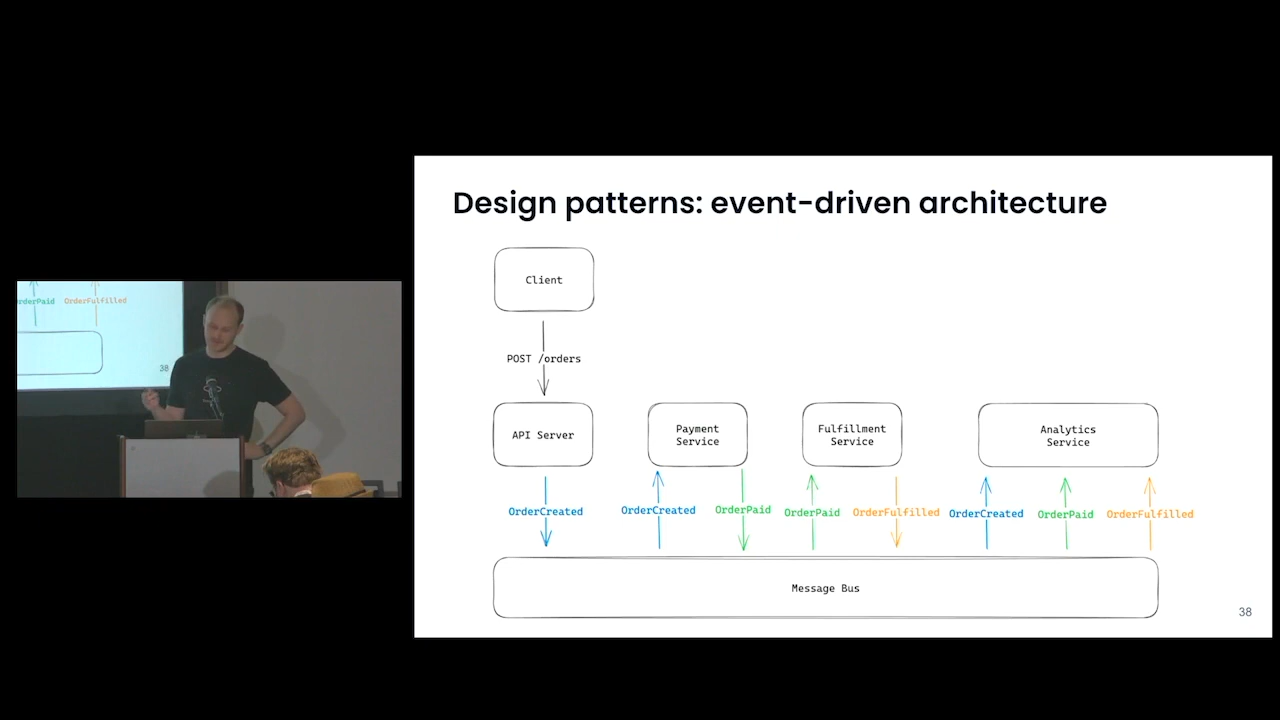 Design patterns: event-driven architecture
Client
POST /orders
API Server
Payment
Service
Fulfillment
Service
Analytics
Service
OrderCreated
OrderCreated
OrderPaid
OrderPaid
OrderFulfilled
OrderCreated
OrderPaid
OrderFulfilled
Message Bus
38
rderPaid
OrderFulfilled
38